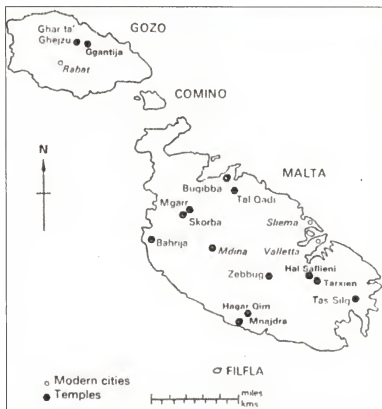 GOZO
Ghar ta'
Ghejzu
Ggantija
Rabat
COMINO
N
MALTA
Bugibba
Tal Qadi
Mgarr
Skorba
Sliema
Bahrija
Mdina
Valletta
Zebbug
Hal Saflieni
Tarxien
Tas Silg
Hagar Qim
Mnajdra
FILFLA
Modern cities
Temples
miles
kms